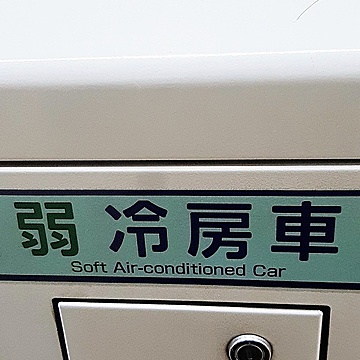 弱冷房車
Soft Air-conditioned Car